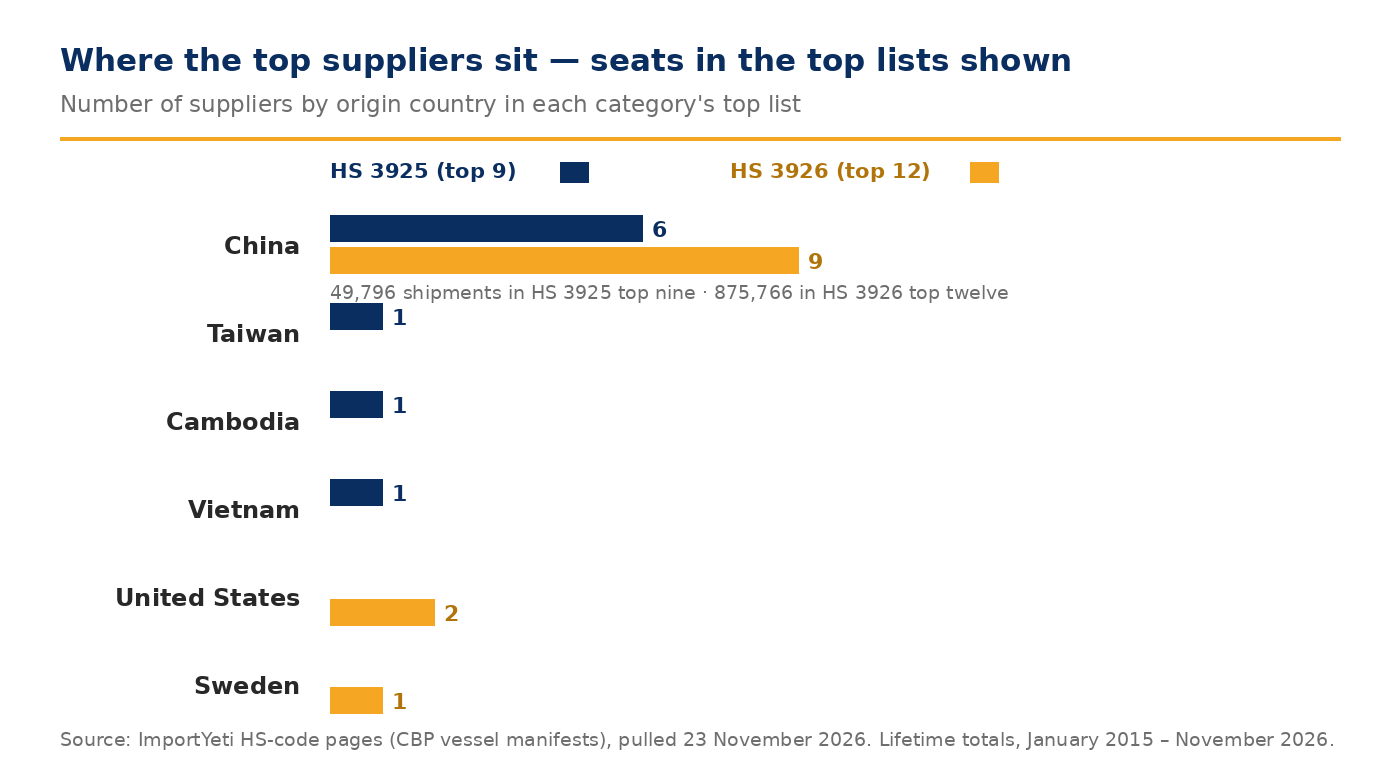 Where the top suppliers sit — seats in the top lists shown
Number of suppliers by origin country in each category's top list
HS 3925 (top 9)
HS 3926 (top 12)
China
6
9
49,796 shipments in HS 3925 top nine · 875,766 in HS 3926 top twelve
Taiwan
1
Cambodia
1
Vietnam
1
United States
2
Sweden
1
Source: ImportYeti HS-code pages (CBP vessel manifests), pulled 23 November 2026. Lifetime totals, January 2015 – November 2026.